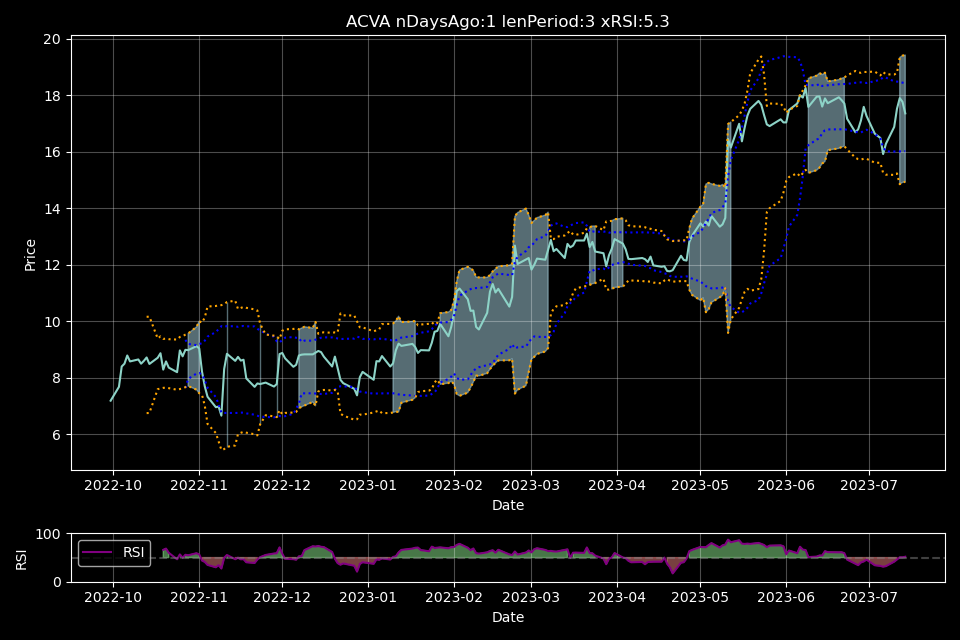 ACVA nDaysAgo:1 lenPeriod:3 xRSI:5.3
20
18
16
14
12
10
8
6
Price
2022-10 2022-11 2022-12 2023-01 2023-02 2023-03 2023-04 2023-05 2023-06 2023-07
Date
100
0
RSI
RSI
2022-10 2022-11 2022-12 2023-01 2023-02 2023-03 2023-04 2023-05 2023-06 2023-07
Date